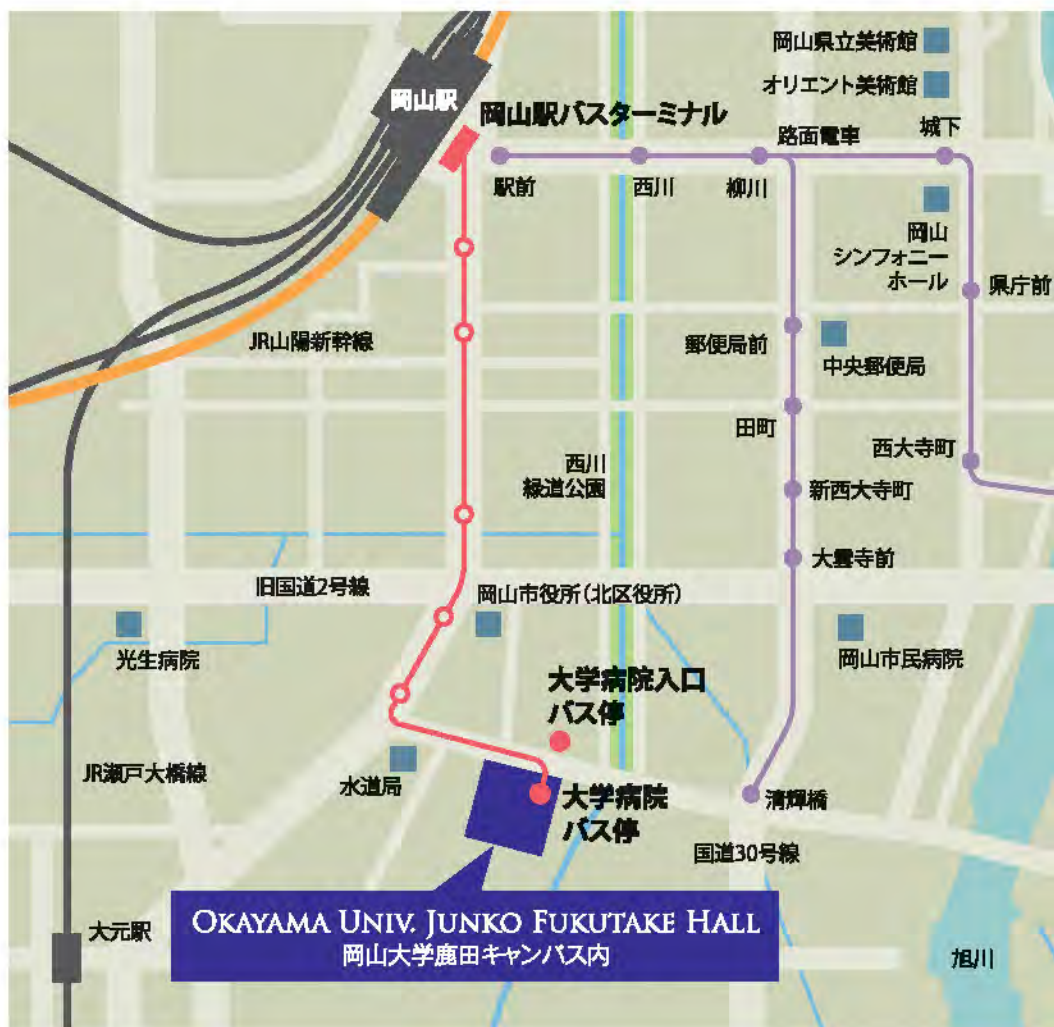 岡山県立美術館
オリエント美術館
岡山駅
岡山駅バスターミナル
路面電車
城下
駅前
西川
柳川
岡山
シンフォニー
ホール
県庁前
JR山陽新幹線
郵便局前
中央郵便局
田町
西川
緑道公園
西大寺町
新西大寺町
大雲寺前
旧国道2号線
岡山市役所（北区役所）
光生病院
岡山市民病院
大学病院入口
バス停
JR瀬戸大橋線
水道局
大学病院
バス停
清輝橋
国道30号線
OKAYAMA UNIV. JUNKO FUKUTAKE HALL
岡山大学鹿田キャンパス内
大元駅
旭川